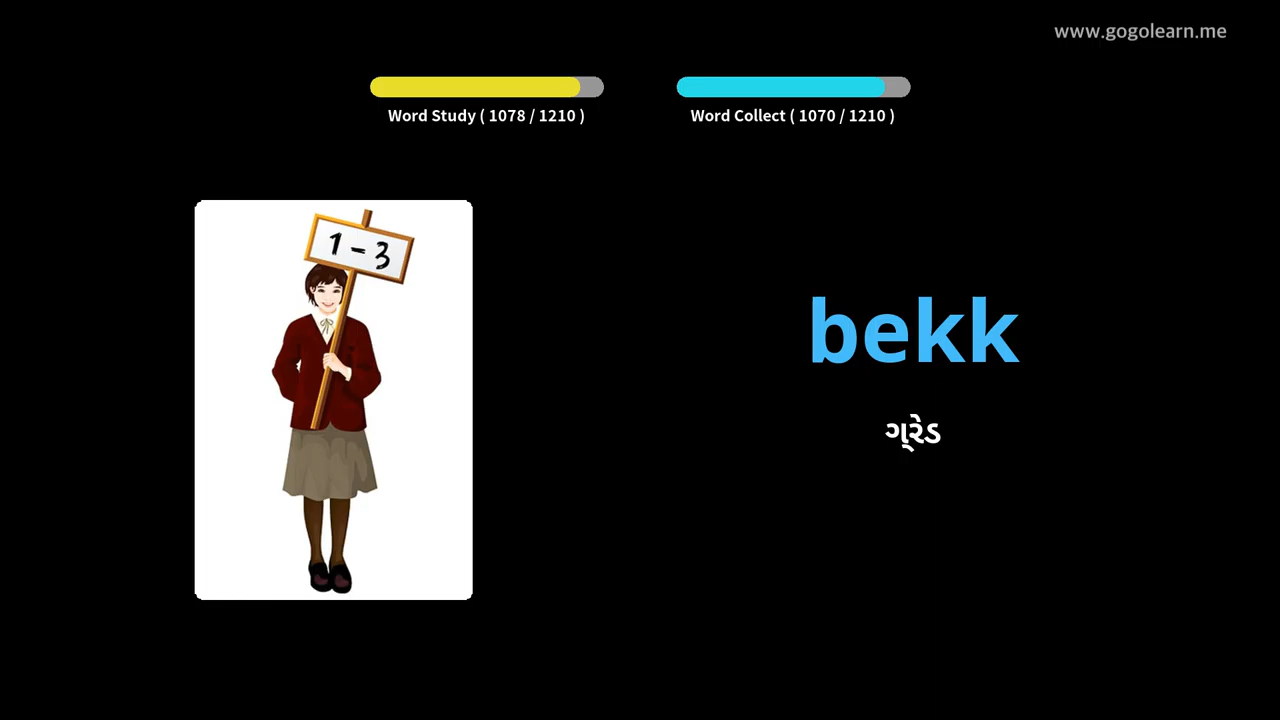 www.gogolearn.me
Word Study ( 1078 / 1210 )
Word Collect ( 1070 / 1210 )
1 - 3
bekk
ગ્રેડ